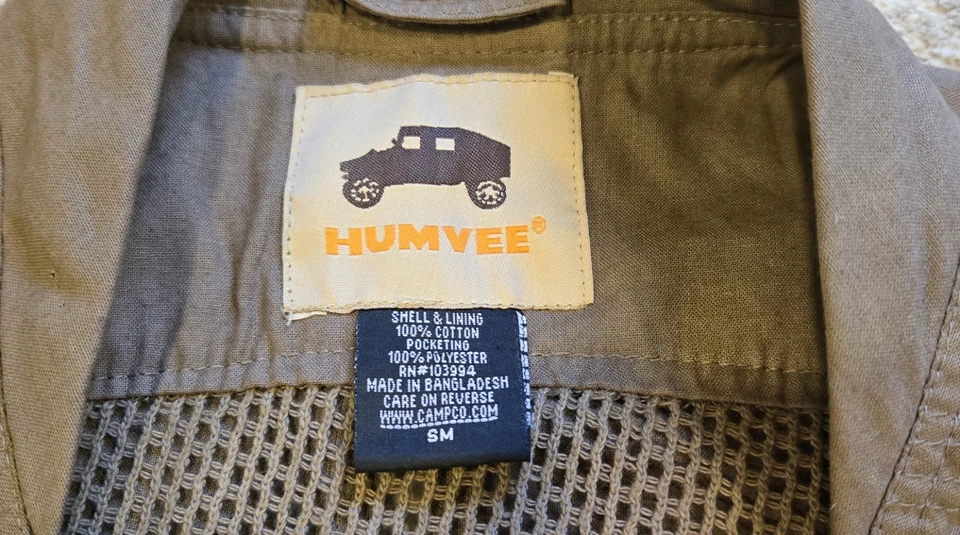 HUMVEE®
SHELL & LINING
100% COTTON
POCKETING
100% POLYESTER
RN#103994
MADE IN BANGLADESH
CARE ON REVERSE
WWW.CAMPCO.COM
SM